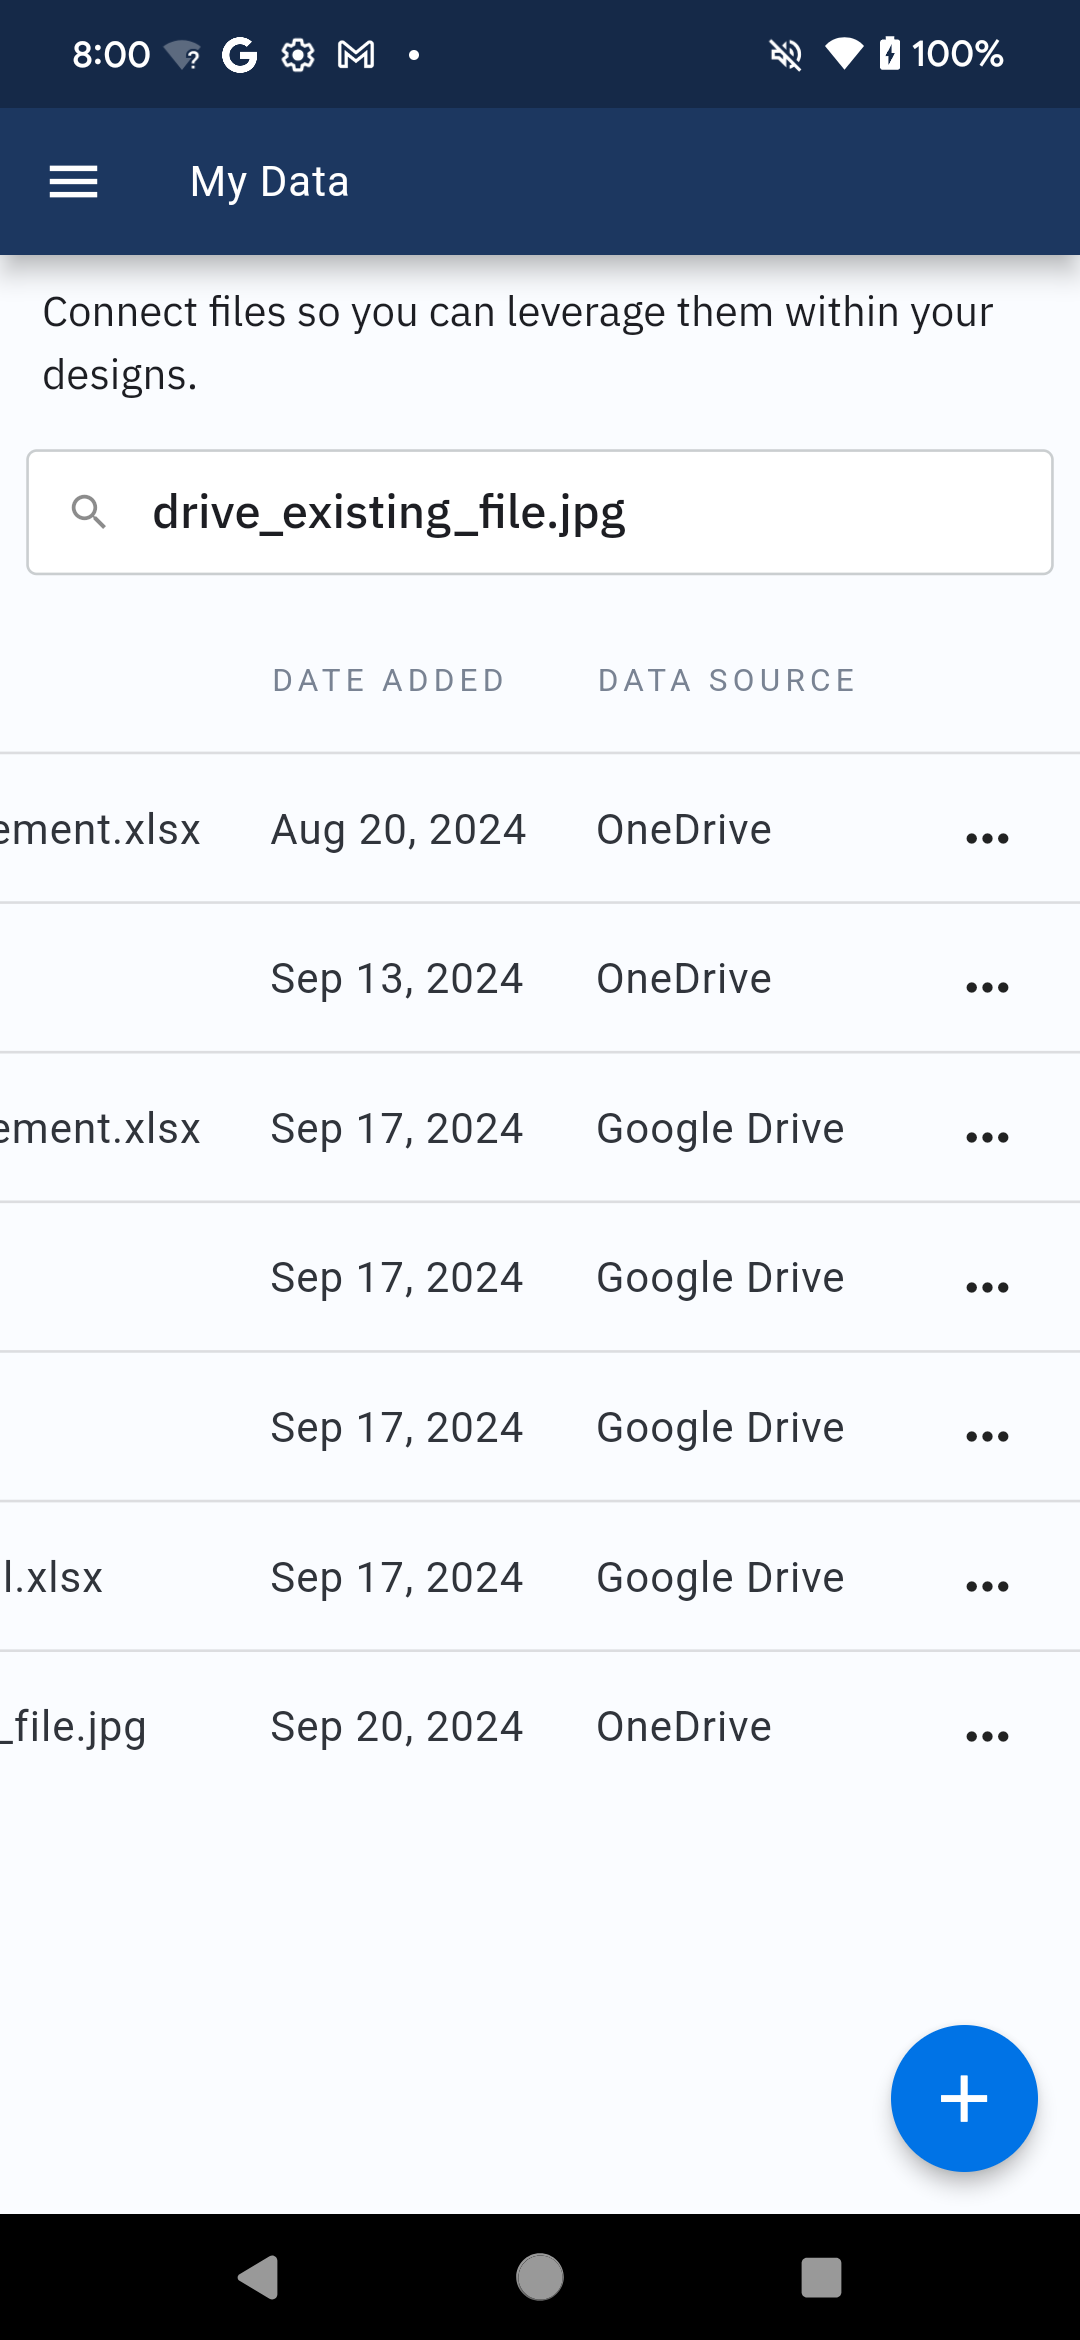 8:00
100%
My Data
Connect files so you can leverage them within your
designs.
drive_existing_file.jpg
DATE ADDED DATA SOURCE
ement.xlsx Aug 20, 2024 OneDrive
Sep 13, 2024 OneDrive
ement.xlsx Sep 17, 2024 Google Drive
Sep 17, 2024 Google Drive
Sep 17, 2024 Google Drive
l.xlsx Sep 17, 2024 Google Drive
_file.jpg Sep 20, 2024 OneDrive